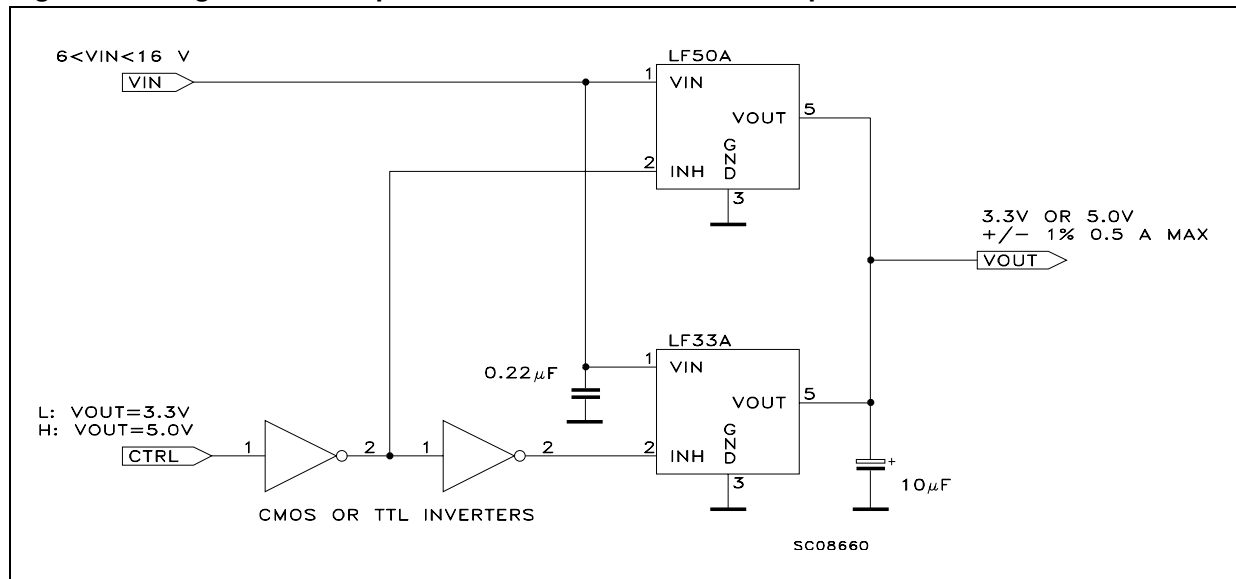 6<VIN<16 V
VIN
LF50A
1
VIN
VOUT
5
2
INH
GND
3
3.3V OR 5.0V
+/- 1% 0.5 A MAX
VOUT
LF33A
1
VIN
0.22µF
VOUT
5
L: VOUT=3.3V
H: VOUT=5.0V
CTRL
1
2
1
2
2
INH
GND
3
+
10µF
CMOS OR TTL INVERTERS
SC08660